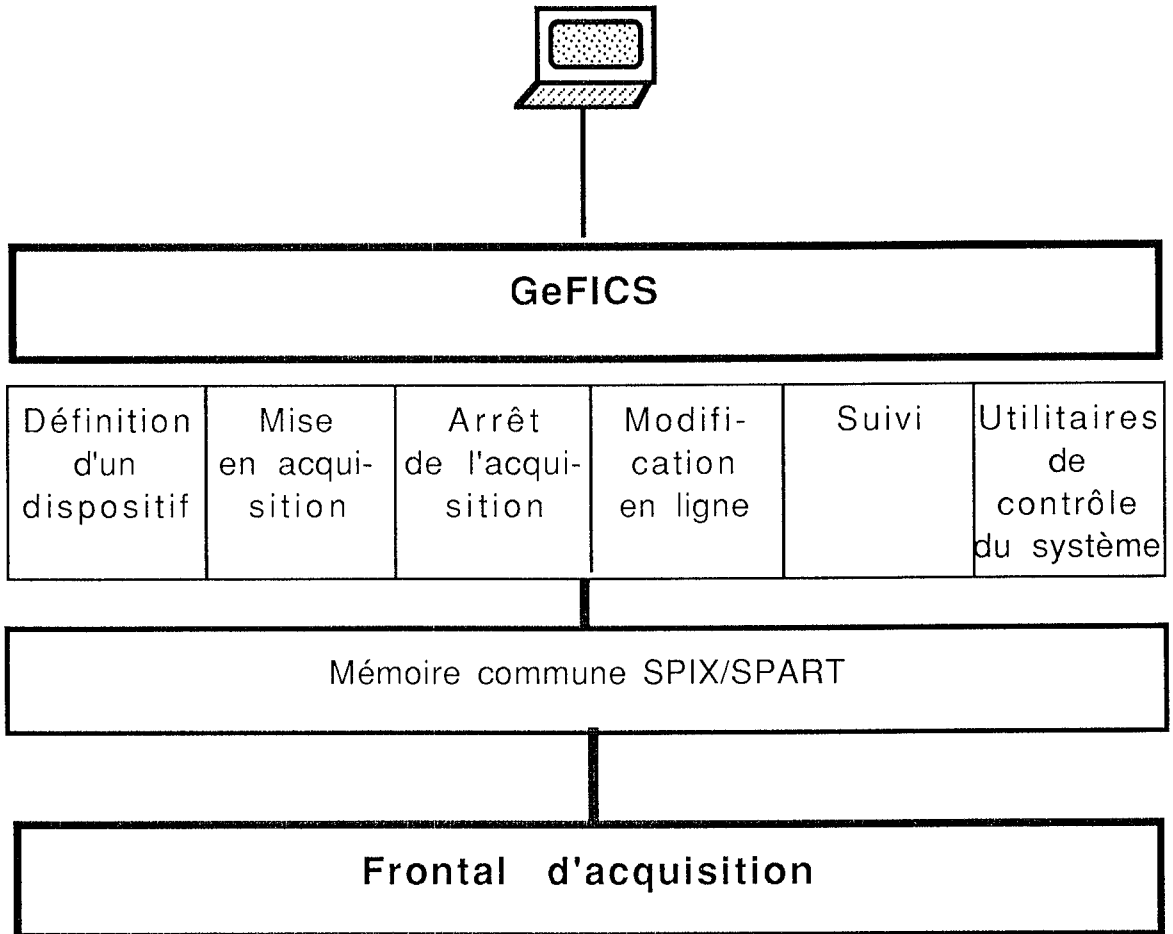 GeFICS
Définition
d'un
dispositif
Mise
en acqui-
sition
Arrêt
de l'acqui-
sition
Modifi-
cation
en ligne
Suivi
Utilitaires
de
contrôle
du système
Mémoire commune SPIX/SPART
Frontal d'acquisition